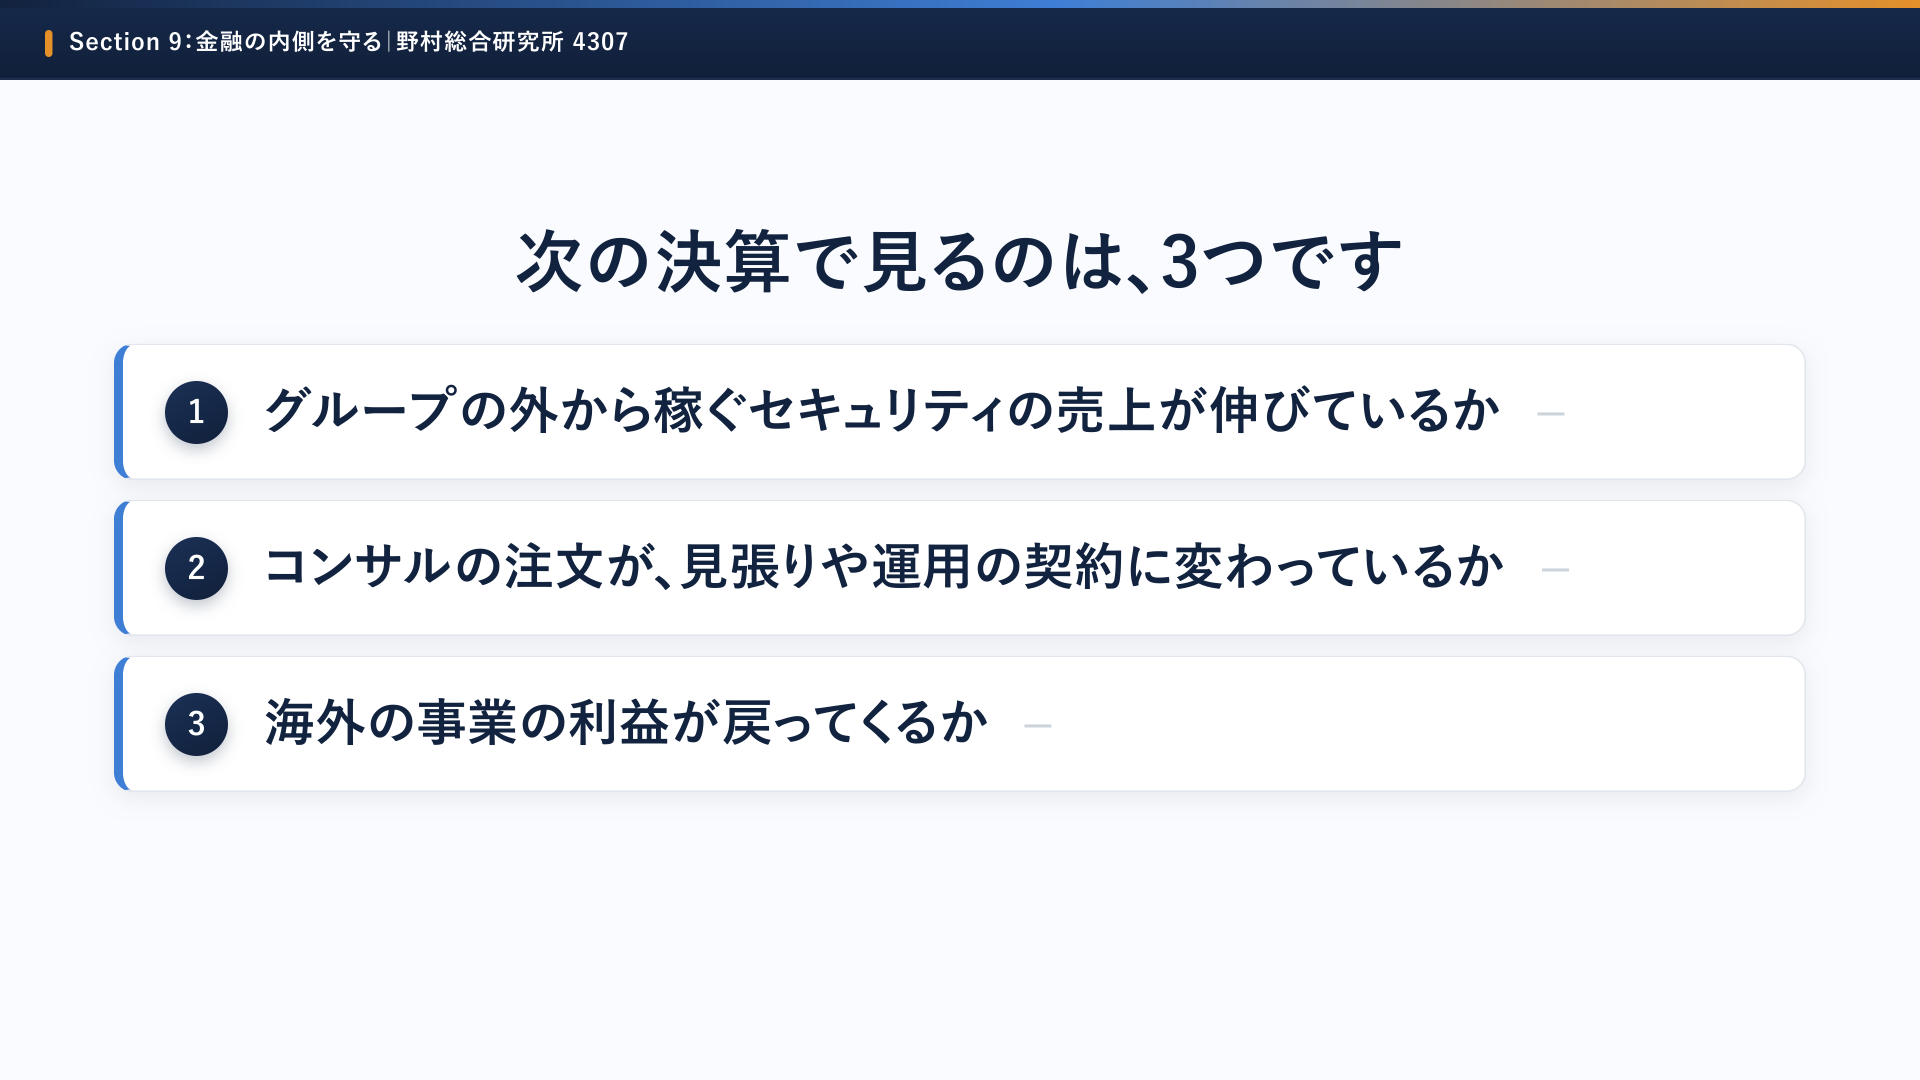 Section 9：金融の内側を守る｜野村総合研究所 4307
次の決算で見るのは、3つです
1 グループの外から稼ぐセキュリティの売上が伸びているか —
2 コンサルの注文が、見張りや運用の契約に変わっているか —
3 海外の事業の利益が戻ってくるか —